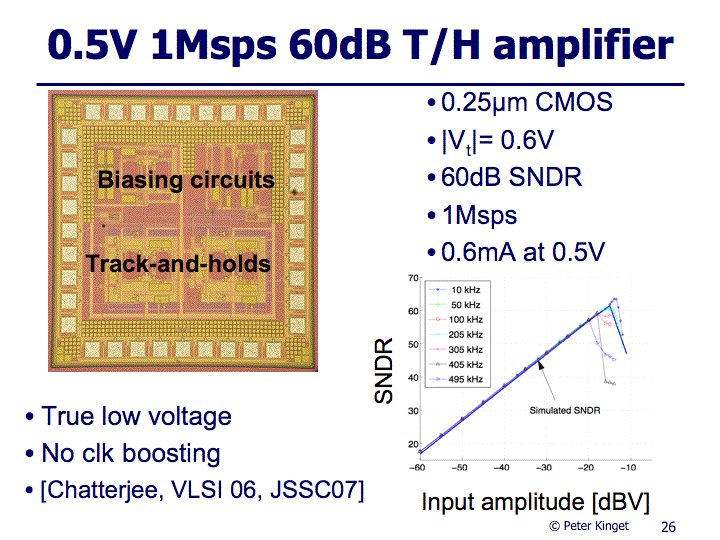 0.5V 1Msps 60dB T/H amplifier
Biasing circuits
Track-and-holds
• 0.25µm CMOS
• |Vt|= 0.6V
• 60dB SNDR
• 1Msps
• 0.6mA at 0.5V
70
60
50
40
30
20
SNDR
10 kHz
50 kHz
100 kHz
205 kHz
305 kHz
405 kHz
495 kHz
Simulated SNDR
−60 −50 −40 −30 −20 −10
Input amplitude [dBV]
• True low voltage
• No clk boosting
• [Chatterjee, VLSI 06, JSSC07]
© Peter Kinget 26